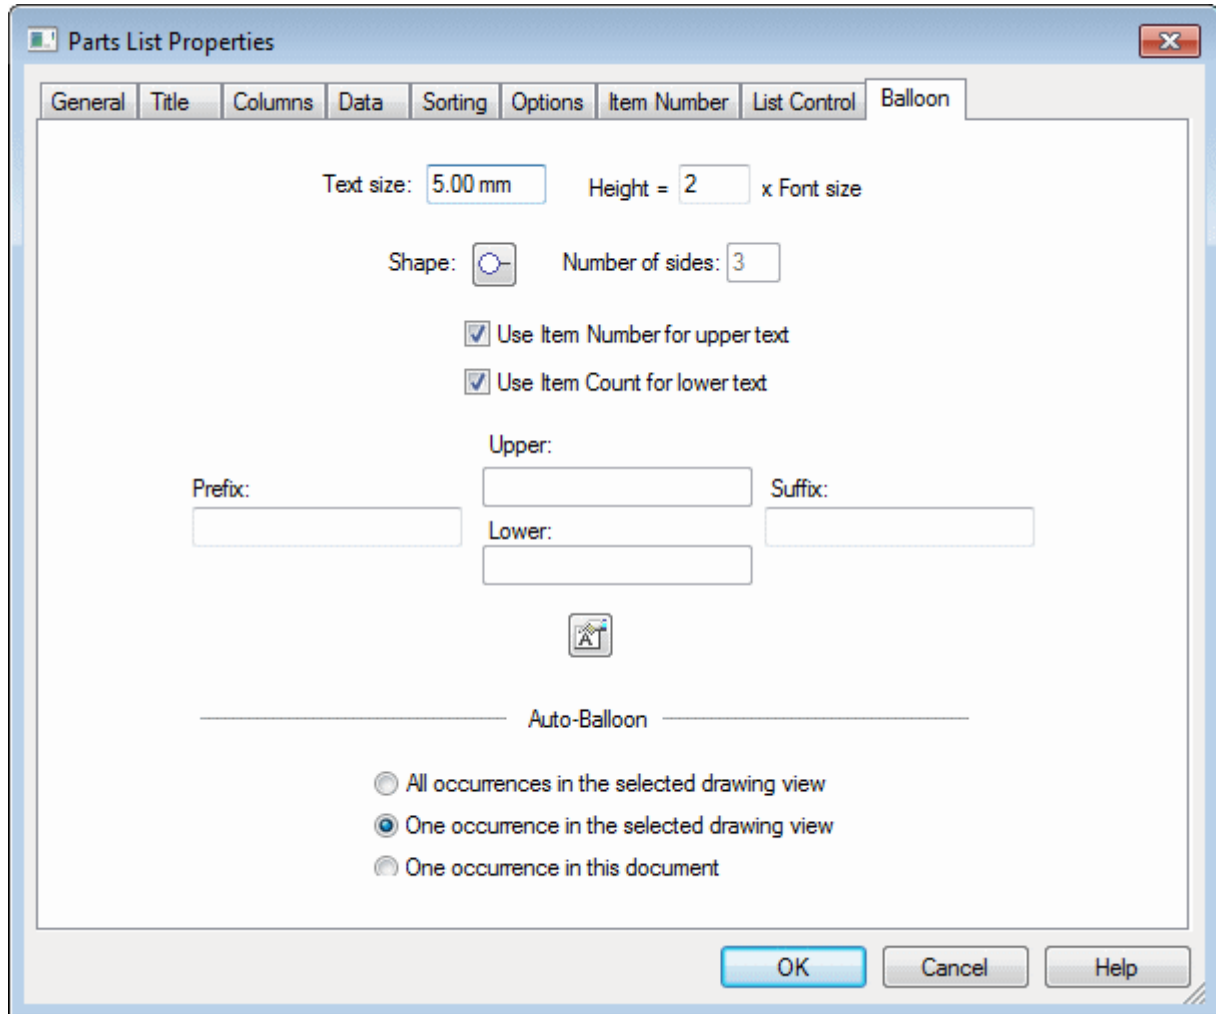 Parts List Properties
General Title Columns Data Sorting Options Item Number List Control Balloon
Text size: 5.00 mm Height = 2 x Font size
Shape: Number of sides: 3
Use Item Number for upper text
Use Item Count for lower text
Upper:
Prefix: Suffix:
Lower:
A
Auto-Balloon
All occurrences in the selected drawing view
One occurrence in the selected drawing view
One occurrence in this document
OK Cancel Help